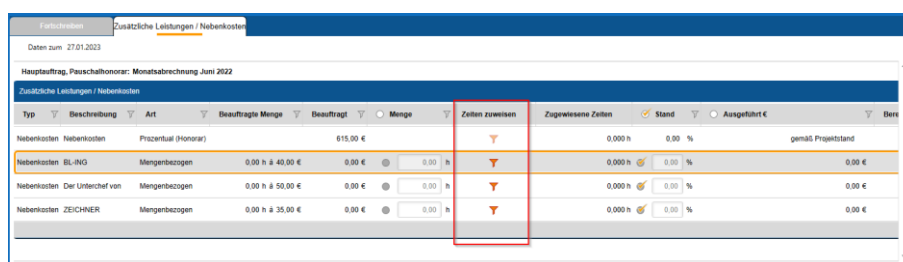 Fortschreiben Zusätzliche Leistungen / Nebenkosten
Daten zum 27.01.2023
Hauptauftrag, Pauschalhonorar: Monatsabrechnung Juni 2022
Zusätzliche Leistungen / Nebenkosten
Typ Beschreibung Art Beauftragte Menge Beauftragt Menge Zeiten zuweisen Zugewiesene Zeiten Stand Ausgeführt € Bere
Nebenkosten Nebenkosten Prozentual (Honorar) 615,00 € 0,000 h 0,00 % gemäß Projektstand
Nebenkosten BL-ING Mengenbezogen 0,00 h á 40,00 € 0,00 € 0,00 h 0,000 h 0,00 % 0,00 €
Nebenkosten Der Unterchef von Mengenbezogen 0,00 h á 50,00 € 0,00 € 0,00 h 0,000 h 0,00 % 0,00 €
Nebenkosten ZEICHNER Mengenbezogen 0,00 h á 35,00 € 0,00 € 0,00 h 0,000 h 0,00 % 0,00 €